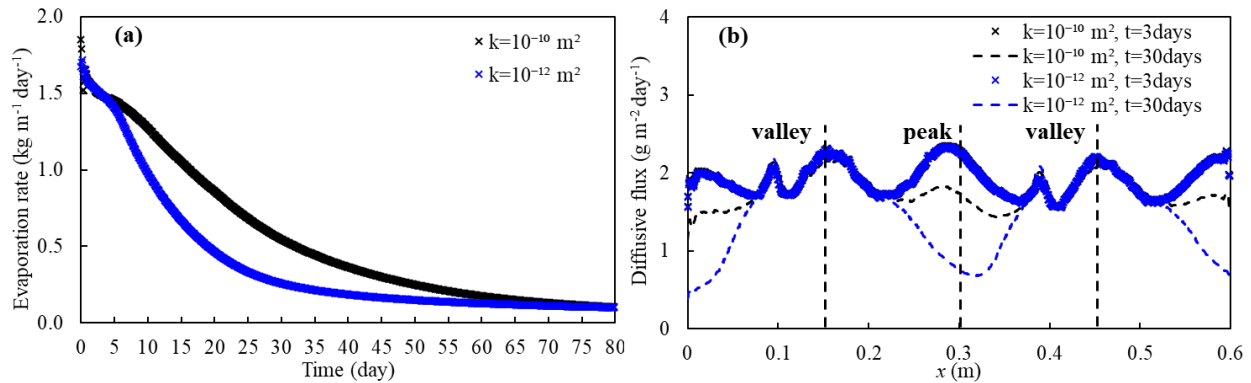 (a)
× k=10⁻¹⁰ m²
× k=10⁻¹² m²
Evaporation rate (kg m⁻¹ day⁻¹)
2.0
1.5
1.0
0.5
0.0
0 5 10 15 20 25 30 35 40 45 50 55 60 65 70 75 80
Time (day)
(b)
× k=10⁻¹⁰ m², t=3days
k=10⁻¹⁰ m², t=30days
× k=10⁻¹² m², t=3days
k=10⁻¹² m², t=30days
valley peak valley
Diffusive flux (g m⁻² day⁻¹)
4
3
2
1
0
0 0.1 0.2 0.3 0.4 0.5 0.6
x (m)